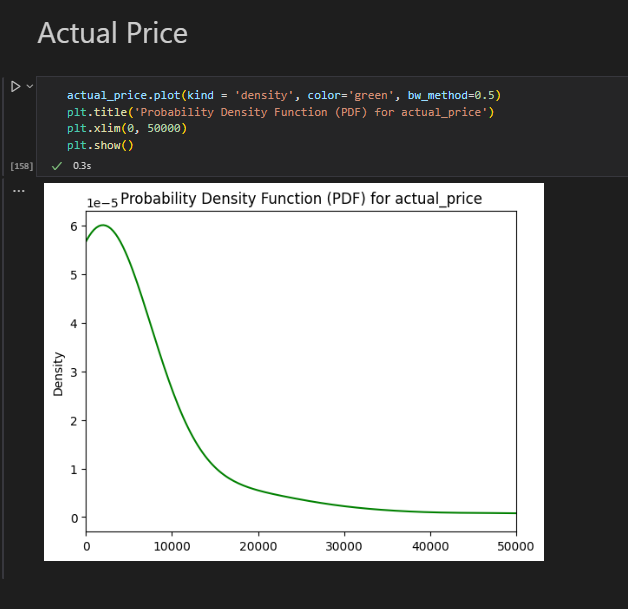 Actual Price
actual_price.plot(kind = 'density', color='green', bw_method=0.5)
plt.title('Probability Density Function (PDF) for actual_price')
plt.xlim(0, 50000)
plt.show()
[158]
0.3s
...
1e−5
Probability Density Function (PDF) for actual_price
6
5
4
3
2
1
0
Density
0 10000 20000 30000 40000 50000